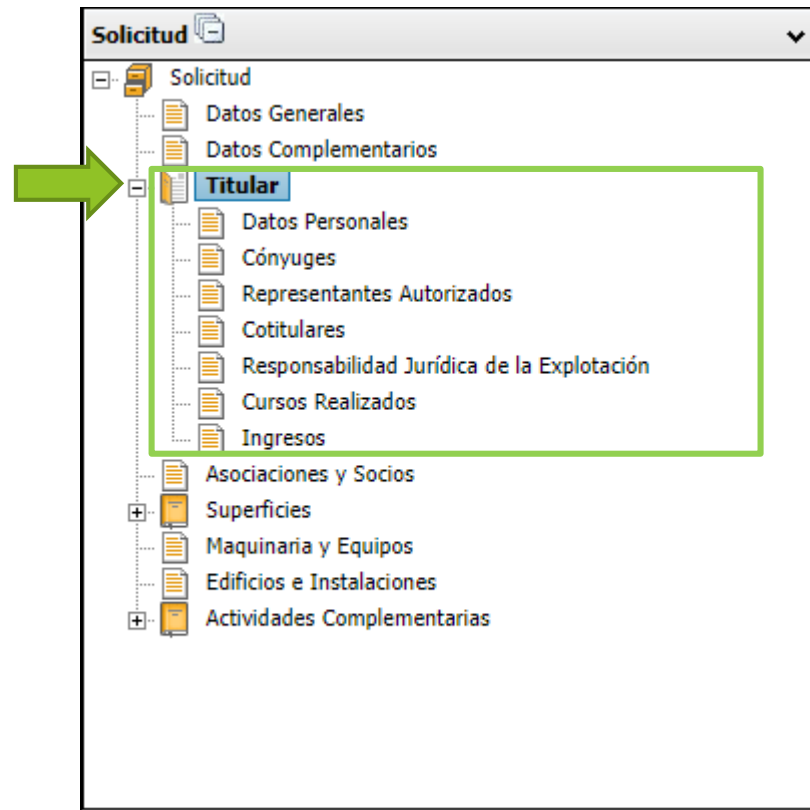 Solicitud
Solicitud
Datos Generales
Datos Complementarios
Titular
Datos Personales
Cónyuges
Representantes Autorizados
Cotitulares
Responsabilidad Jurídica de la Explotación
Cursos Realizados
Ingresos
Asociaciones y Socios
Superficies
Maquinaria y Equipos
Edificios e Instalaciones
Actividades Complementarias